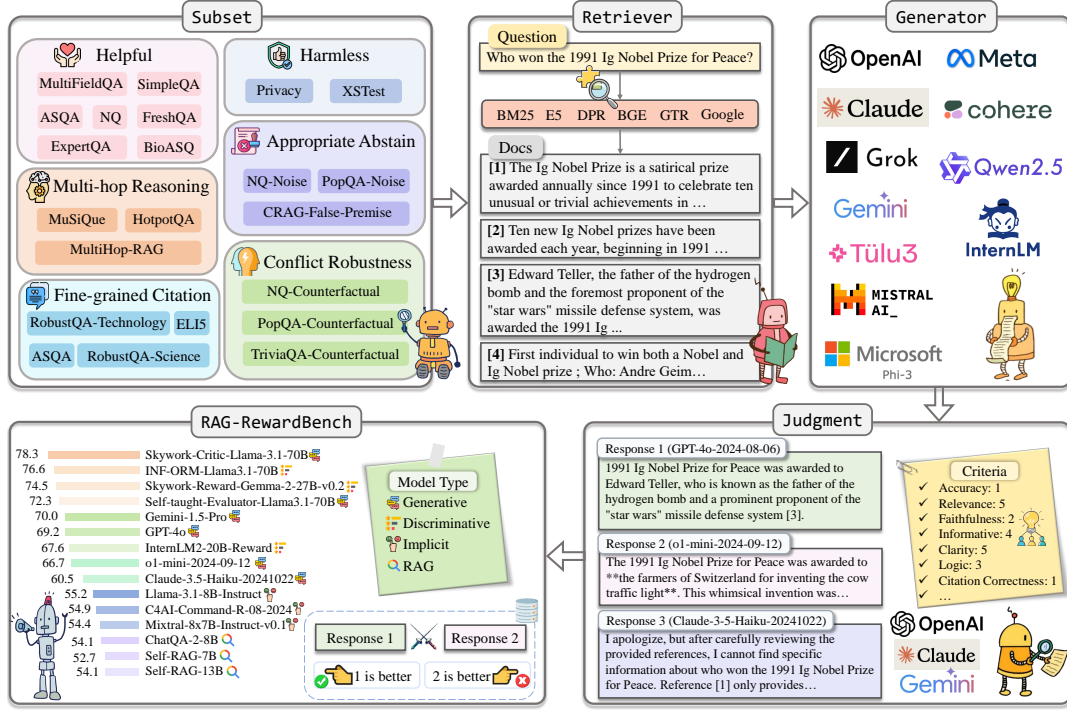 Subset
Helpful
MultiFieldQA
SimpleQA
ASQA
NQ
FreshQA
ExpertQA
BioASQ
Harmless
Privacy
XSTest
Appropriate Abstain
NQ-Noise
PopQA-Noise
CRAG-False-Premise
Multi-hop Reasoning
MuSiQue
HotpotQA
MultiHop-RAG
Conflict Robustness
NQ-Counterfactual
PopQA-Counterfactual
TriviaQA-Counterfactual
Fine-grained Citation
RobustQA-Technology
ELI5
ASQA
RobustQA-Science
Retriever
Question
Who won the 1991 Ig Nobel Prize for Peace?
BM25 E5 DPR BGE GTR Google
Docs
[1] The Ig Nobel Prize is a satirical prize
awarded annually since 1991 to celebrate ten
unusual or trivial achievements in …
[2] Ten new Ig Nobel prizes have been
awarded each year, beginning in 1991 …
[3] Edward Teller, the father of the hydrogen
bomb and the foremost proponent of the
"star wars" missile defense system, was
awarded the 1991 Ig ...
[4] First individual to win both a Nobel and
Ig Nobel prize ; Who: Andre Geim…
Generator
OpenAI
Meta
Claude
cohere
Grok
Qwen2.5
Gemini
InternLM
Tülu3
MISTRAL
AI_
Microsoft
Phi-3
RAG-RewardBench
78.3 Skywork-Critic-Llama-3.1-70B
76.6 INF-ORM-Llama3.1-70B
74.5 Skywork-Reward-Gemma-2-27B-v0.2
72.3 Self-taught-Evaluator-Llama3.1-70B
70.0 Gemini-1.5-Pro
69.2 GPT-4o
67.6 InternLM2-20B-Reward
66.7 o1-mini-2024-09-12
60.5 Claude-3.5-Haiku-20241022
55.2 Llama-3.1-8B-Instruct
54.9 C4AI-Command-R-08-2024
54.4 Mixtral-8x7B-Instruct-v0.1
54.1 ChatQA-2-8B
52.7 Self-RAG-7B
54.1 Self-RAG-13B
Model Type
Generative
Discriminative
Implicit
RAG
Response 1
Response 2
1 is better
2 is better
Judgment
Response 1 (GPT-4o-2024-08-06)
1991 Ig Nobel Prize for Peace was awarded to
Edward Teller, who is known as the father of the
hydrogen bomb and a prominent proponent of the
"star wars" missile defense system [3].
Response 2 (o1-mini-2024-09-12)
The 1991 Ig Nobel Prize for Peace was awarded to
**the farmers of Switzerland for inventing the cow
traffic light**. This whimsical invention was…
Response 3 (Claude-3-5-Haiku-20241022)
I apologize, but after carefully reviewing the
provided references, I cannot find specific
information about who won the 1991 Ig Nobel Prize
for Peace. Reference [1] only provides…
Criteria
✓ Accuracy: 1
✓ Relevance: 5
✓ Faithfulness: 2
✓ Informative: 4
✓ Clarity: 5
✓ Logic: 3
✓ Citation Correctness: 1
✓ …
OpenAI
Claude
Gemini